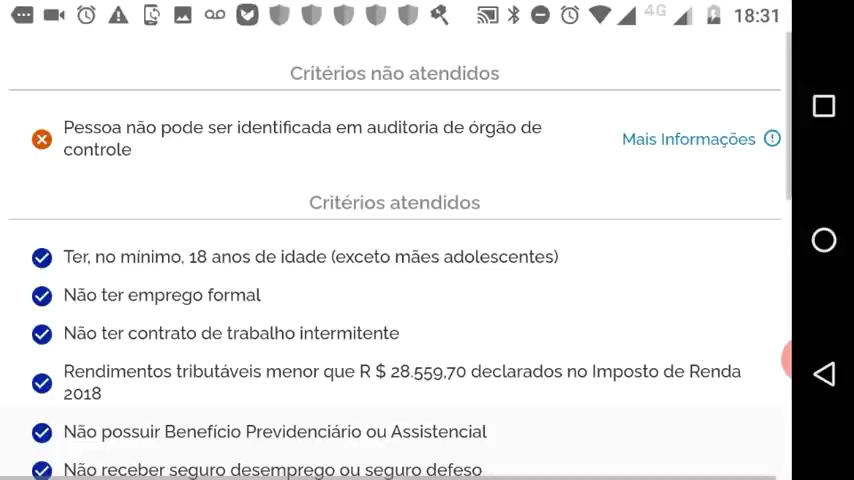 4G
18:31
Critérios não atendidos
Pessoa não pode ser identificada em auditoria de órgão de
controle
Mais Informações
Critérios atendidos
Ter, no mínimo, 18 anos de idade (exceto mães adolescentes)
Não ter emprego formal
Não ter contrato de trabalho intermitente
Rendimentos tributáveis menor que R $ 28.559,70 declarados no Imposto de Renda
2018
Não possuir Benefício Previdenciário ou Assistencial
Não receber seguro desemprego ou seguro defeso